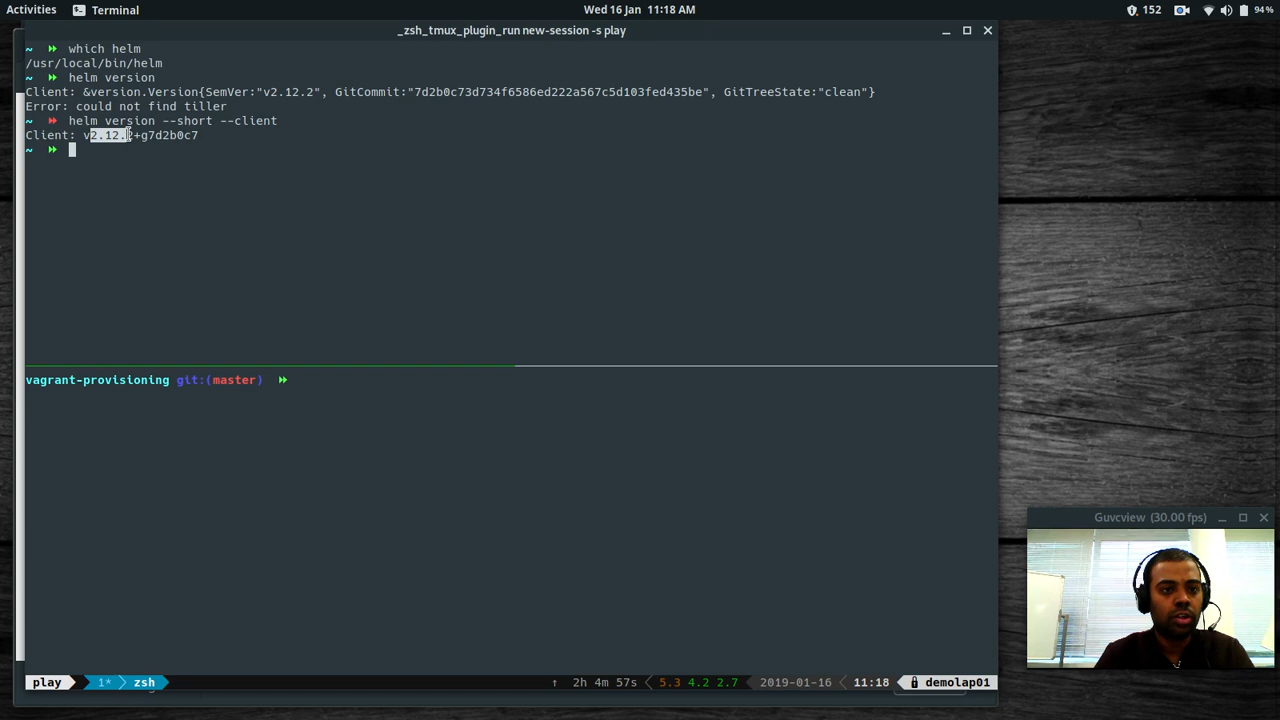 Activities Terminal Wed 16 Jan 11:18 AM 152 94%
_zsh_tmux_plugin_run new-session -s play
~ which helm
/usr/local/bin/helm
~ helm version
Client: &version.Version{SemVer:"v2.12.2", GitCommit:"7d2b0c73d734f6586ed222a567c5d103fed435be", GitTreeState:"clean"}
Error: could not find tiller
~ helm version --short --client
Client: v2.12.2+g7d2b0c7
~
vagrant-provisioning git:(master)
Guvcview (30.00 fps)
play 1* zsh ↑ 2h 4m 57s 5.3 4.2 2.7 2019-01-16 11:18 demolap01